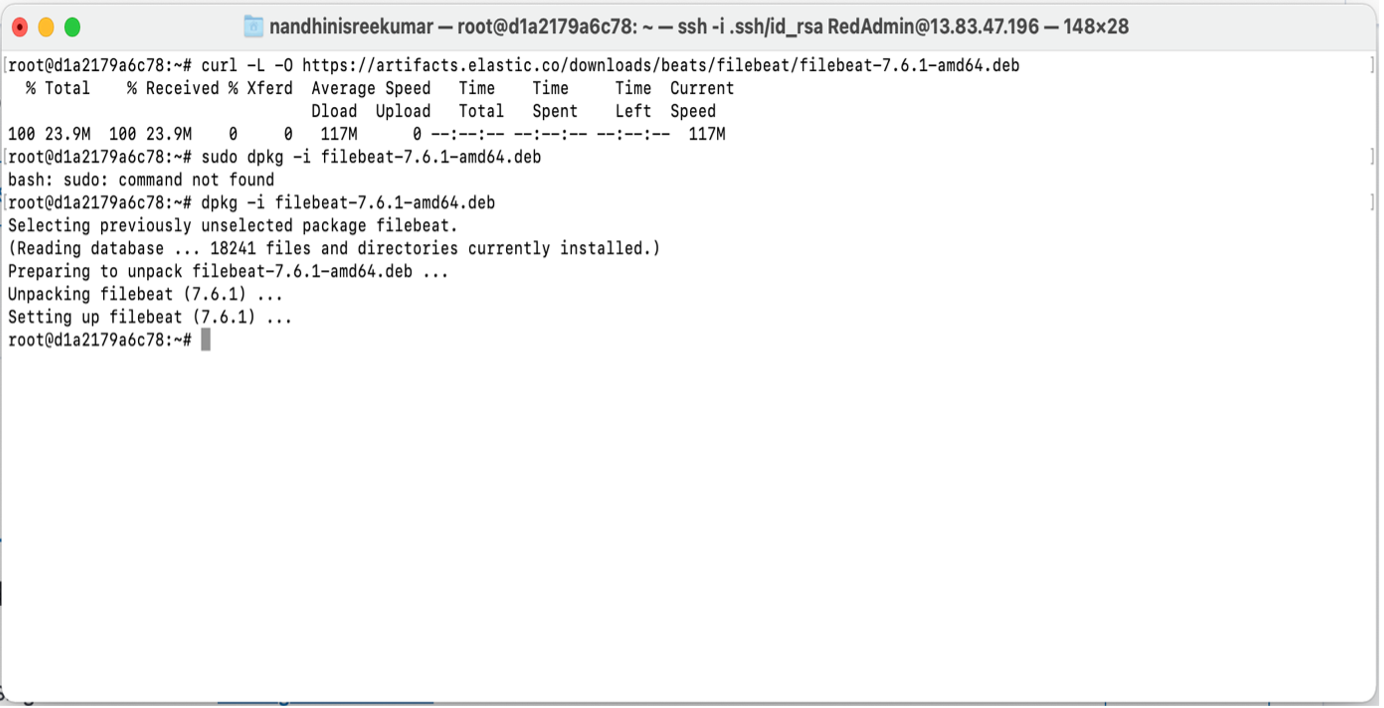 nandhinisreekumar — root@d1a2179a6c78: ~ — ssh -i .ssh/id_rsa RedAdmin@13.83.47.196 — 148×28
[root@d1a2179a6c78:~# curl -L -O https://artifacts.elastic.co/downloads/beats/filebeat/filebeat-7.6.1-amd64.deb ]
  % Total    % Received % Xferd  Average Speed   Time    Time     Time  Current
                                 Dload  Upload   Total   Spent    Left  Speed
100 23.9M  100 23.9M    0     0   117M      0 --:--:-- --:--:-- --:--:--  117M
[root@d1a2179a6c78:~# sudo dpkg -i filebeat-7.6.1-amd64.deb ]
bash: sudo: command not found
[root@d1a2179a6c78:~# dpkg -i filebeat-7.6.1-amd64.deb ]
Selecting previously unselected package filebeat.
(Reading database ... 18241 files and directories currently installed.)
Preparing to unpack filebeat-7.6.1-amd64.deb ...
Unpacking filebeat (7.6.1) ...
Setting up filebeat (7.6.1) ...
root@d1a2179a6c78:~#